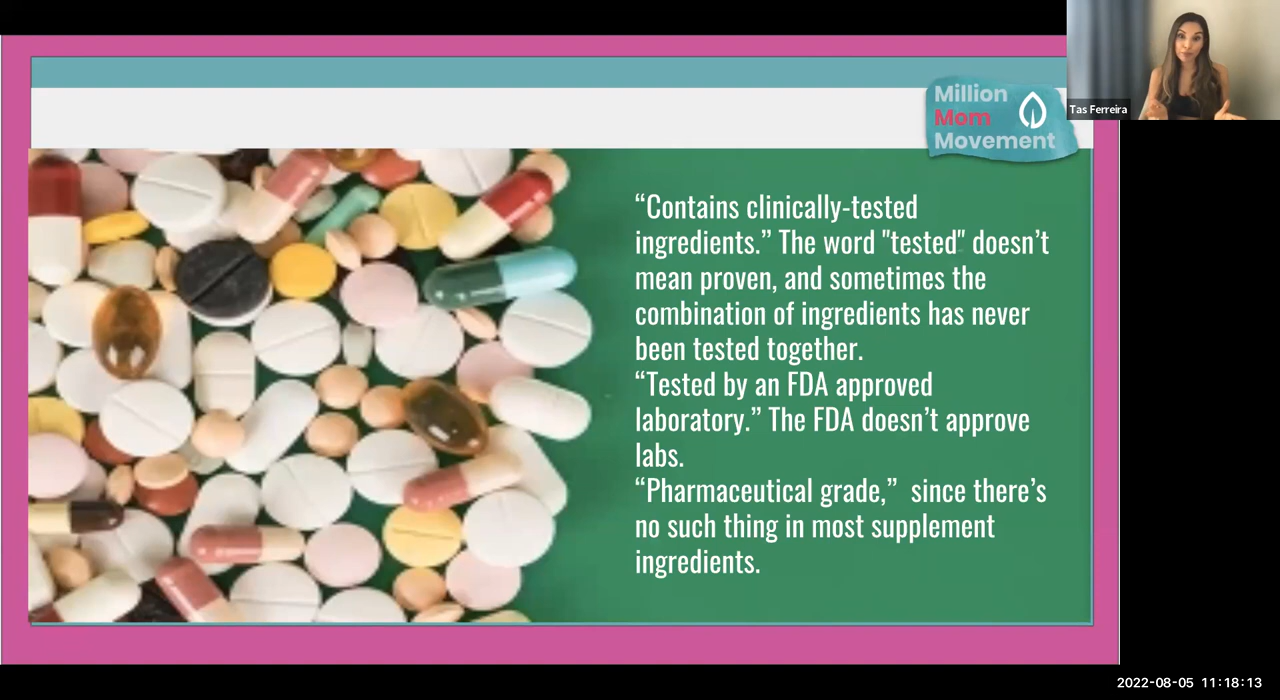 Million
Mom
Movement
Tas Ferreira
“Contains clinically-tested
ingredients.” The word "tested" doesn’t
mean proven, and sometimes the
combination of ingredients has never
been tested together.
“Tested by an FDA approved
laboratory.” The FDA doesn’t approve
labs.
“Pharmaceutical grade,”  since there’s
no such thing in most supplement
ingredients.
2022-08-05 11:18:13